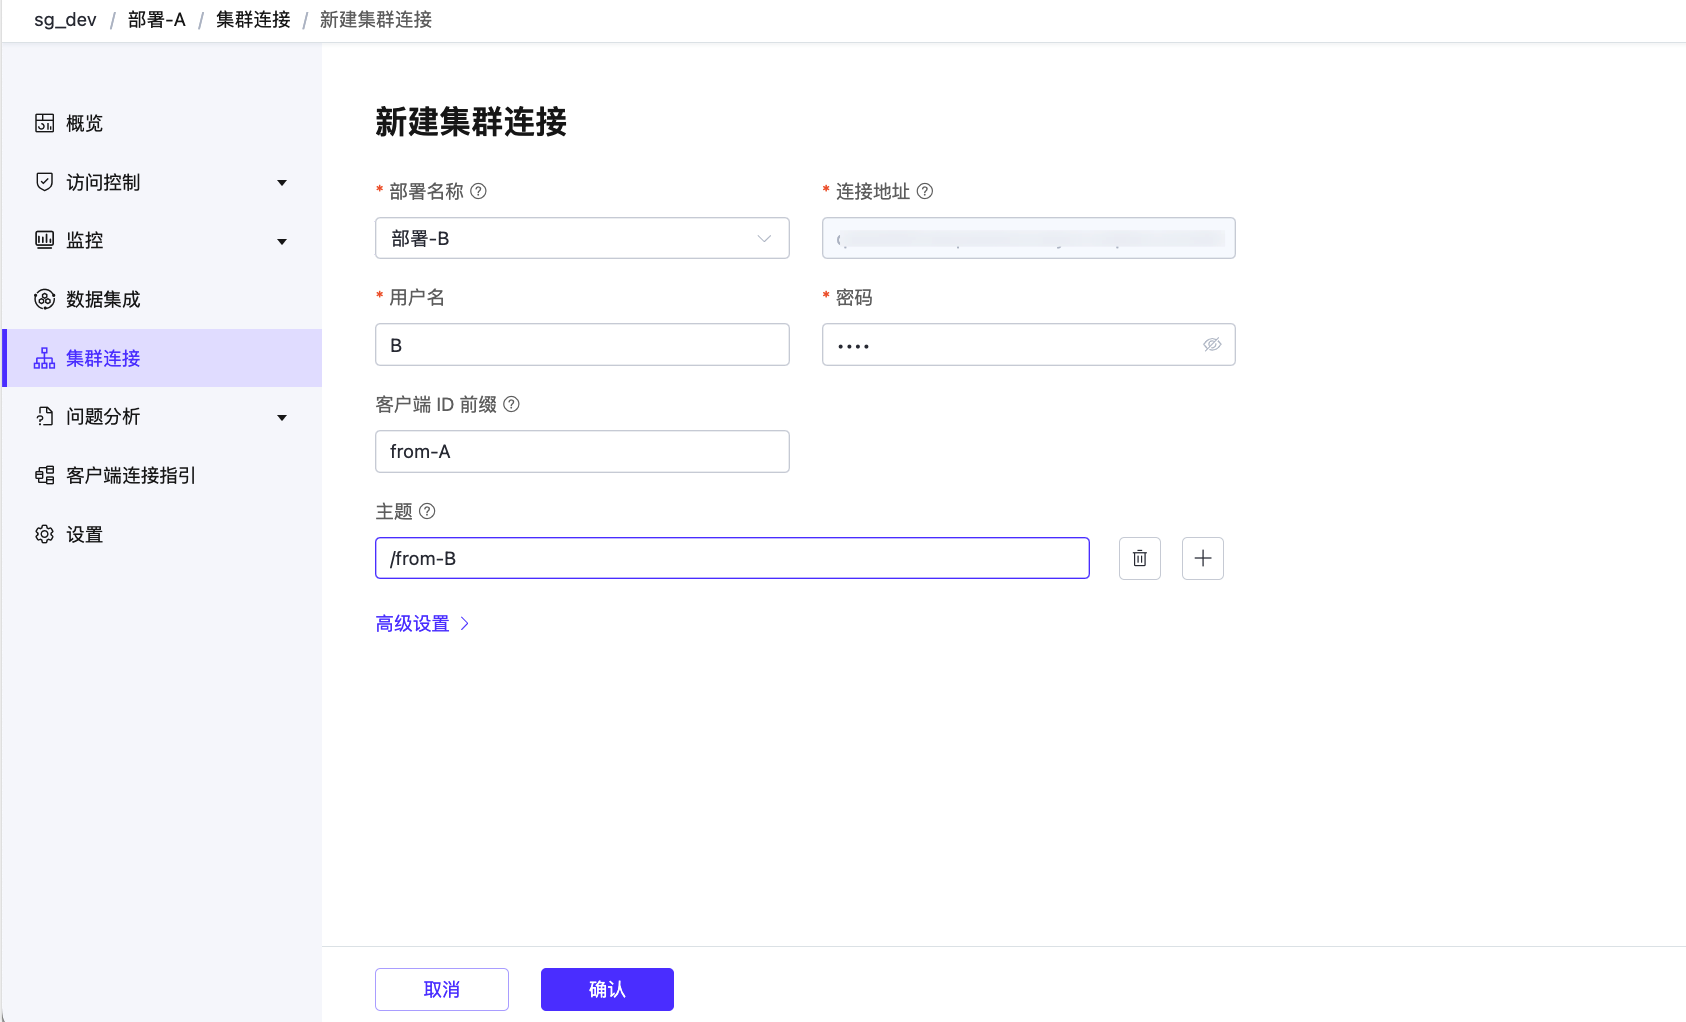 sg_dev / 部署-A / 集群连接 / 新建集群连接
概览
访问控制
监控
数据集成
集群连接
问题分析
客户端连接指引
设置
新建集群连接
* 部署名称
* 连接地址
部署-B
* 用户名
* 密码
B
••••
客户端 ID 前缀
from-A
主题
/from-B
高级设置
取消
确认